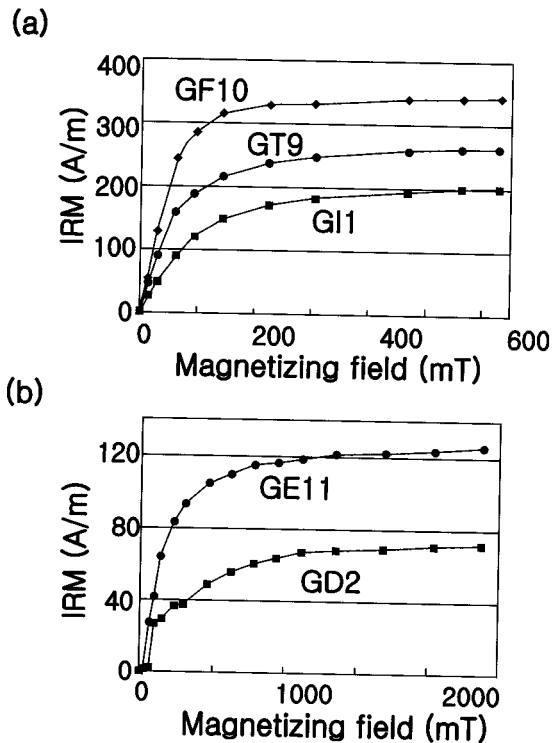 (a)
400
GF10
300
GT9
200
GI1
100
0
0 200 400 600
IRM (A/m)
Magnetizing field (mT)
(b)
120
GE11
80
GD2
40
0
0 1000 2000
IRM (A/m)
Magnetizing field (mT)